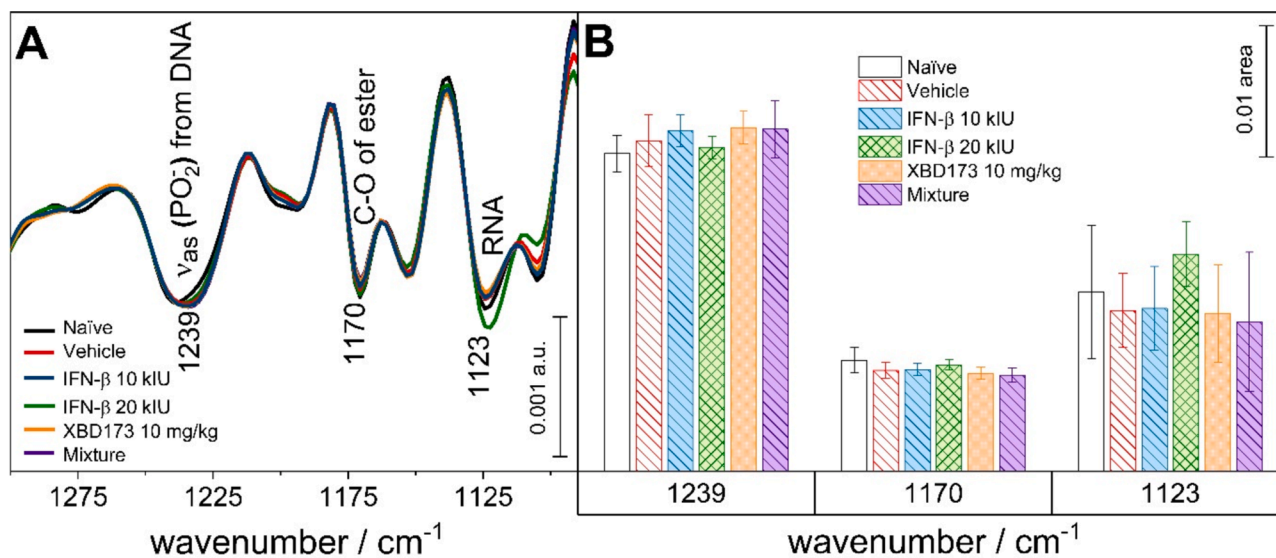 A
ν_as (PO₂⁻) from DNA
C-O of ester
RNA
1239
1170
1123
Naïve
Vehicle
IFN-β 10 kIU
IFN-β 20 kIU
XBD173 10 mg/kg
Mixture
0.001 a.u.
1275
1225
1175
1125
wavenumber / cm⁻¹
B
Naïve
Vehicle
IFN-β 10 kIU
IFN-β 20 kIU
XBD173 10 mg/kg
Mixture
0.01 area
1239
1170
1123
wavenumber / cm⁻¹